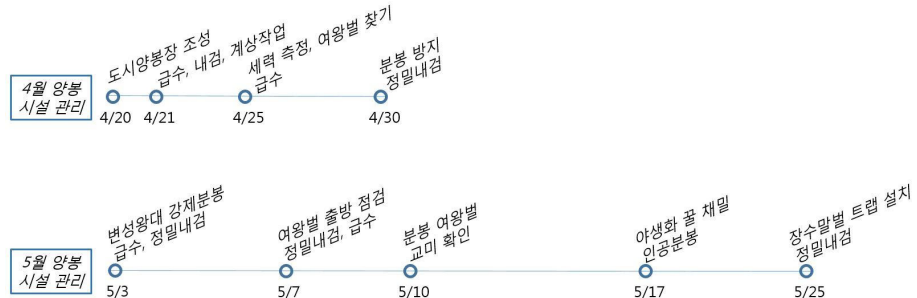 4월 양봉
시설 관리
도시양봉장 조성
4/20
급수, 내검, 계상작업
4/21
세력 측정, 여왕벌 찾기
급수
4/25
분봉 방지
정밀내검
4/30
5월 양봉
시설 관리
변성왕대 강제분봉
급수, 정밀내검
5/3
여왕벌 출방 점검
정밀내검, 급수
5/7
분봉 여왕벌
교미 확인
5/10
야생화 꿀 채밀
인공분봉
5/17
장수말벌 트랩 설치
정밀내검
5/25